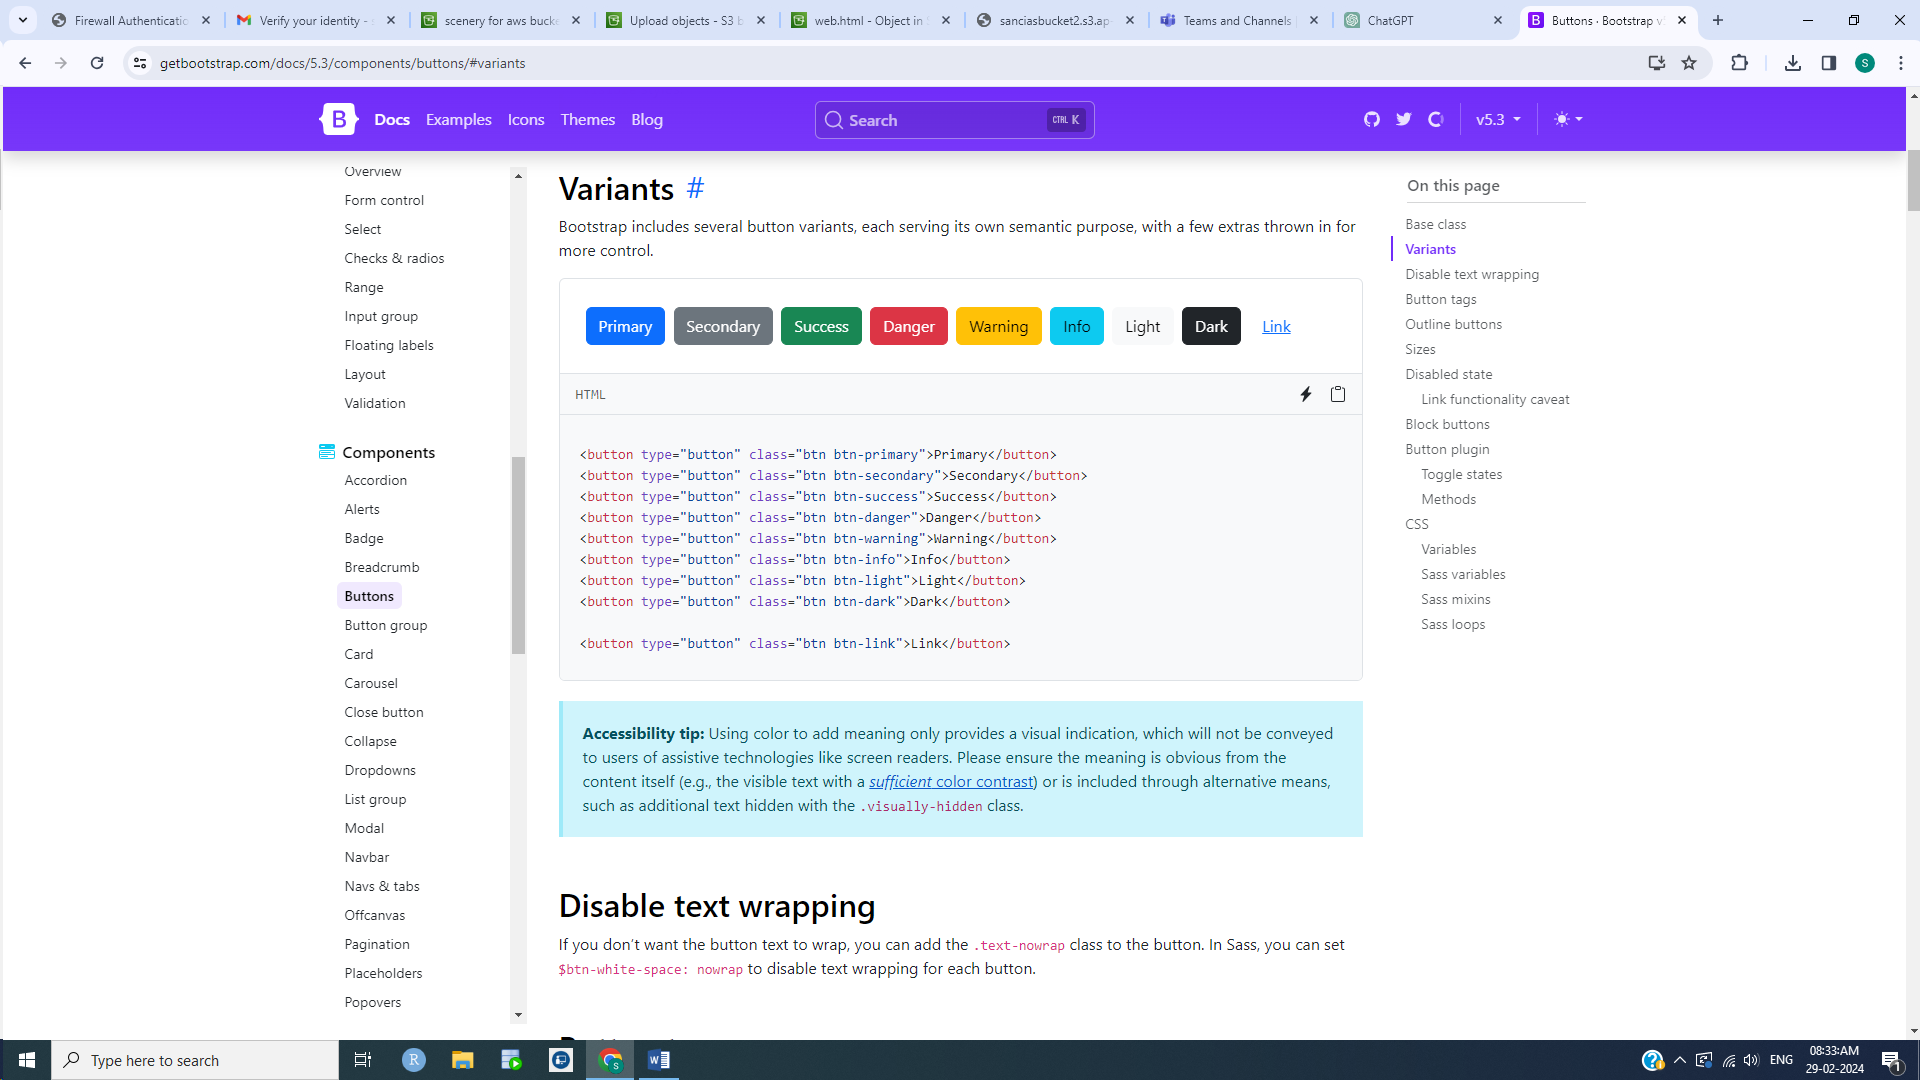 Firewall Authenticatio
Verify your identity - s
scenery for aws bucke
Upload objects - S3 b
web.html - Object in S
sanciasbucket2.s3.ap-
Teams and Channels |
ChatGPT
Buttons · Bootstrap v5
getbootstrap.com/docs/5.3/components/buttons/#variants
S
B Docs Examples Icons Themes Blog
Search CTRL K
v5.3
Overview
Form control
Select
Checks & radios
Range
Input group
Floating labels
Layout
Validation
Components
Accordion
Alerts
Badge
Breadcrumb
Buttons
Button group
Card
Carousel
Close button
Collapse
Dropdowns
List group
Modal
Navbar
Navs & tabs
Offcanvas
Pagination
Placeholders
Popovers
Variants #
Bootstrap includes several button variants, each serving its own semantic purpose, with a few extras thrown in for
more control.
Primary Secondary Success Danger Warning Info Light Dark Link
HTML
<button type="button" class="btn btn-primary">Primary</button>
<button type="button" class="btn btn-secondary">Secondary</button>
<button type="button" class="btn btn-success">Success</button>
<button type="button" class="btn btn-danger">Danger</button>
<button type="button" class="btn btn-warning">Warning</button>
<button type="button" class="btn btn-info">Info</button>
<button type="button" class="btn btn-light">Light</button>
<button type="button" class="btn btn-dark">Dark</button>
<button type="button" class="btn btn-link">Link</button>
Accessibility tip: Using color to add meaning only provides a visual indication, which will not be conveyed
to users of assistive technologies like screen readers. Please ensure the meaning is obvious from the
content itself (e.g., the visible text with a sufficient color contrast) or is included through alternative means,
such as additional text hidden with the .visually-hidden class.
Disable text wrapping
If you don't want the button text to wrap, you can add the .text-nowrap class to the button. In Sass, you can set
$btn-white-space: nowrap to disable text wrapping for each button.
On this page
Base class
Variants
Disable text wrapping
Button tags
Outline buttons
Sizes
Disabled state
Link functionality caveat
Block buttons
Button plugin
Toggle states
Methods
CSS
Variables
Sass variables
Sass mixins
Sass loops
Type here to search
ENG
08:33:AM
29-02-2024
1